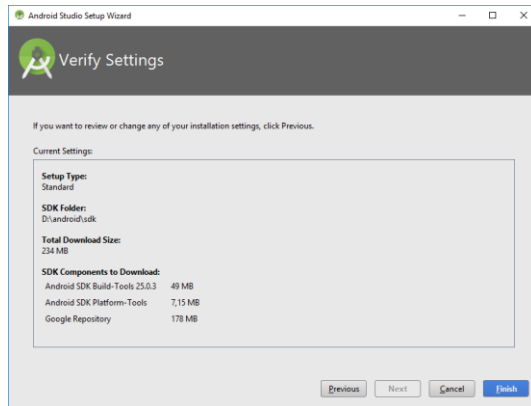 Android Studio Setup Wizard
Verify Settings
If you want to review or change any of your installation settings, click Previous.
Current Settings:
Setup Type:
Standard
SDK Folder:
D:\android\sdk
Total Download Size:
234 MB
SDK Components to Download:
Android SDK Build-Tools 25.0.3 49 MB
Android SDK Platform-Tools 7,15 MB
Google Repository 178 MB
Previous Next Cancel Finish